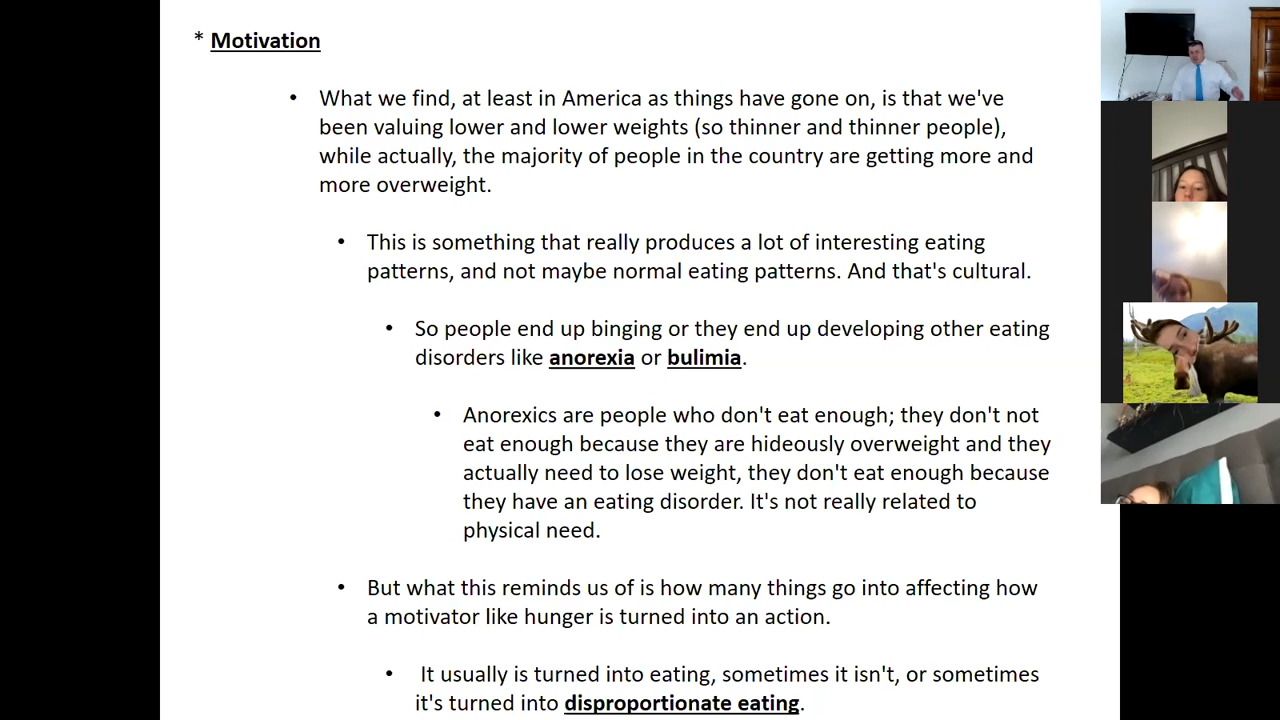 * Motivation
• What we find, at least in America as things have gone on, is that we've
been valuing lower and lower weights (so thinner and thinner people),
while actually, the majority of people in the country are getting more and
more overweight.
• This is something that really produces a lot of interesting eating
patterns, and not maybe normal eating patterns. And that's cultural.
• So people end up binging or they end up developing other eating
disorders like anorexia or bulimia.
• Anorexics are people who don't eat enough; they don't not
eat enough because they are hideously overweight and they
actually need to lose weight, they don't eat enough because
they have an eating disorder. It's not really related to
physical need.
• But what this reminds us of is how many things go into affecting how
a motivator like hunger is turned into an action.
• It usually is turned into eating, sometimes it isn't, or sometimes
it's turned into disproportionate eating.